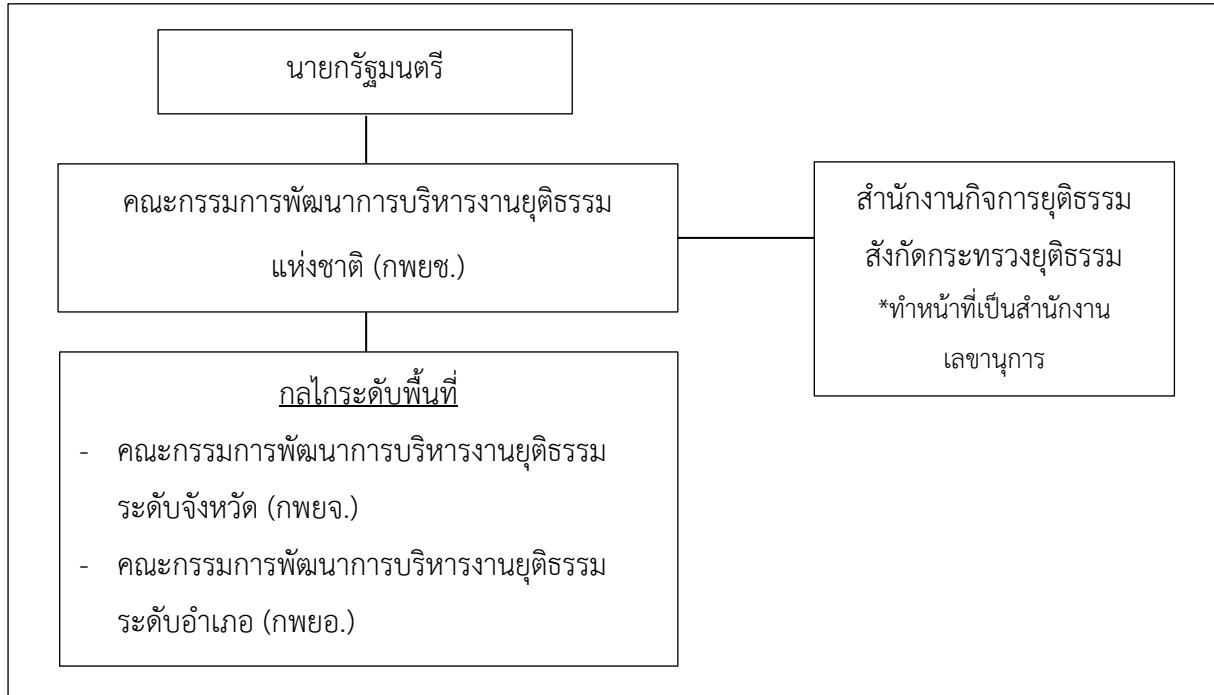 นายกรัฐมนตรี
คณะกรรมการพัฒนาการบริหารงานยุติธรรม
แห่งชาติ (กพยช.)
สำนักงานกิจการยุติธรรม
สังกัดกระทรวงยุติธรรม
*ทำหน้าที่เป็นสำนักงาน
เลขานุการ
กลไกระดับพื้นที่
- คณะกรรมการพัฒนาการบริหารงานยุติธรรม
ระดับจังหวัด (กพยจ.)
- คณะกรรมการพัฒนาการบริหารงานยุติธรรม
ระดับอำเภอ (กพยอ.)